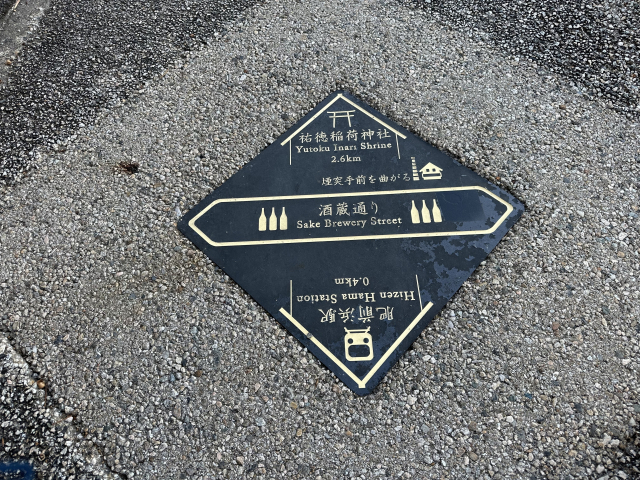 祐徳稲荷神社
Yutoku Inari Shrine
2.6km
煙突手前を曲がる
酒蔵通り
Sake Brewery Street
肥前浜駅
Hizen Hama Station
0.4km